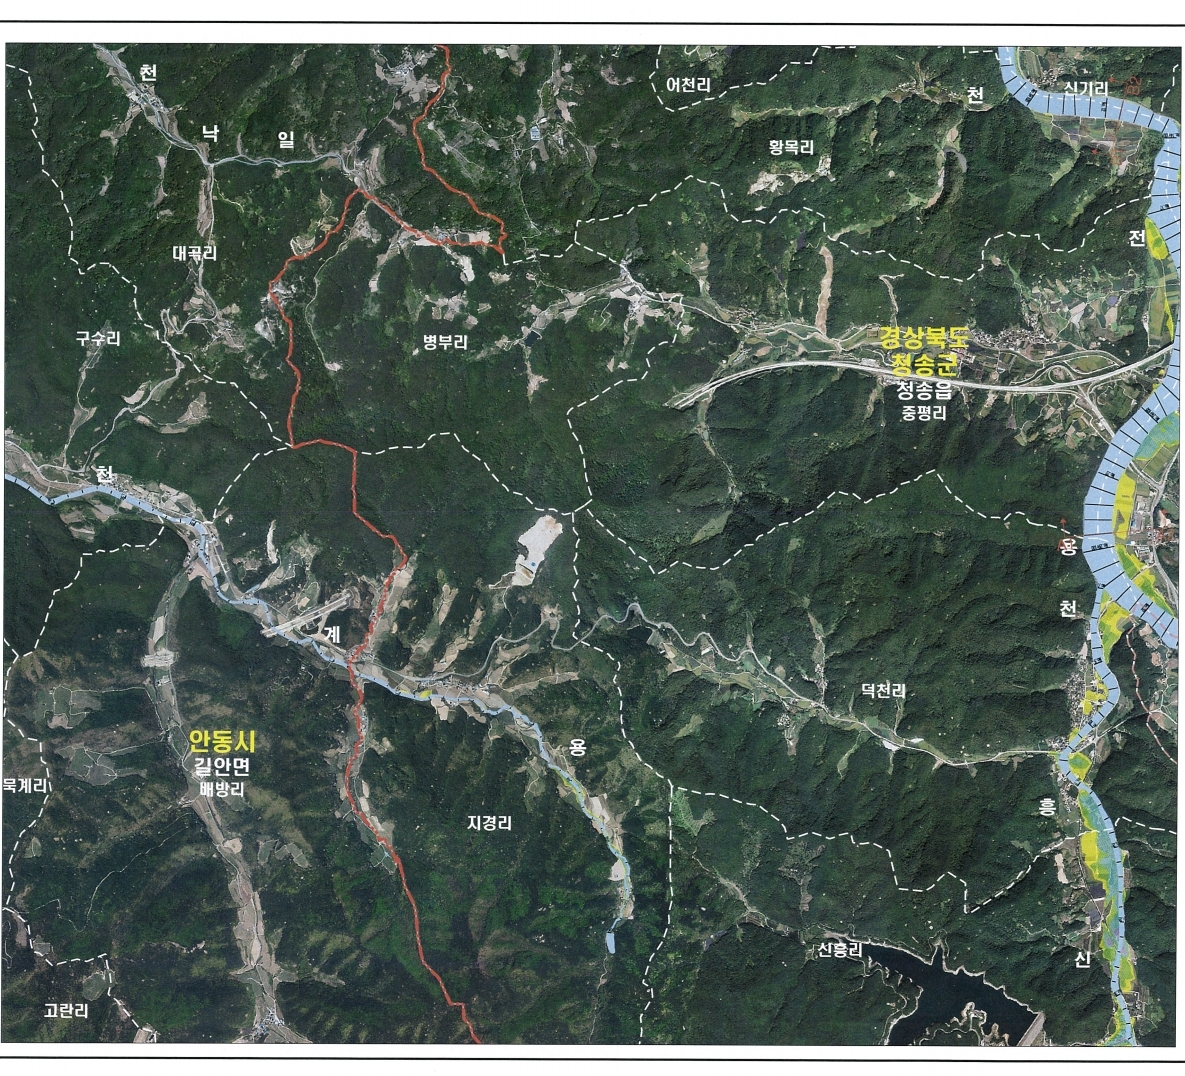 천
어천리
신기리
천
낙
일
황목리
전
대곡리
구수리
병부리
경상북도
청송군
청송읍
중평리
천
용
천
계
덕천리
안동시
길안면
배방리
용
묵계리
지경리
흥
신흥리
신
고란리